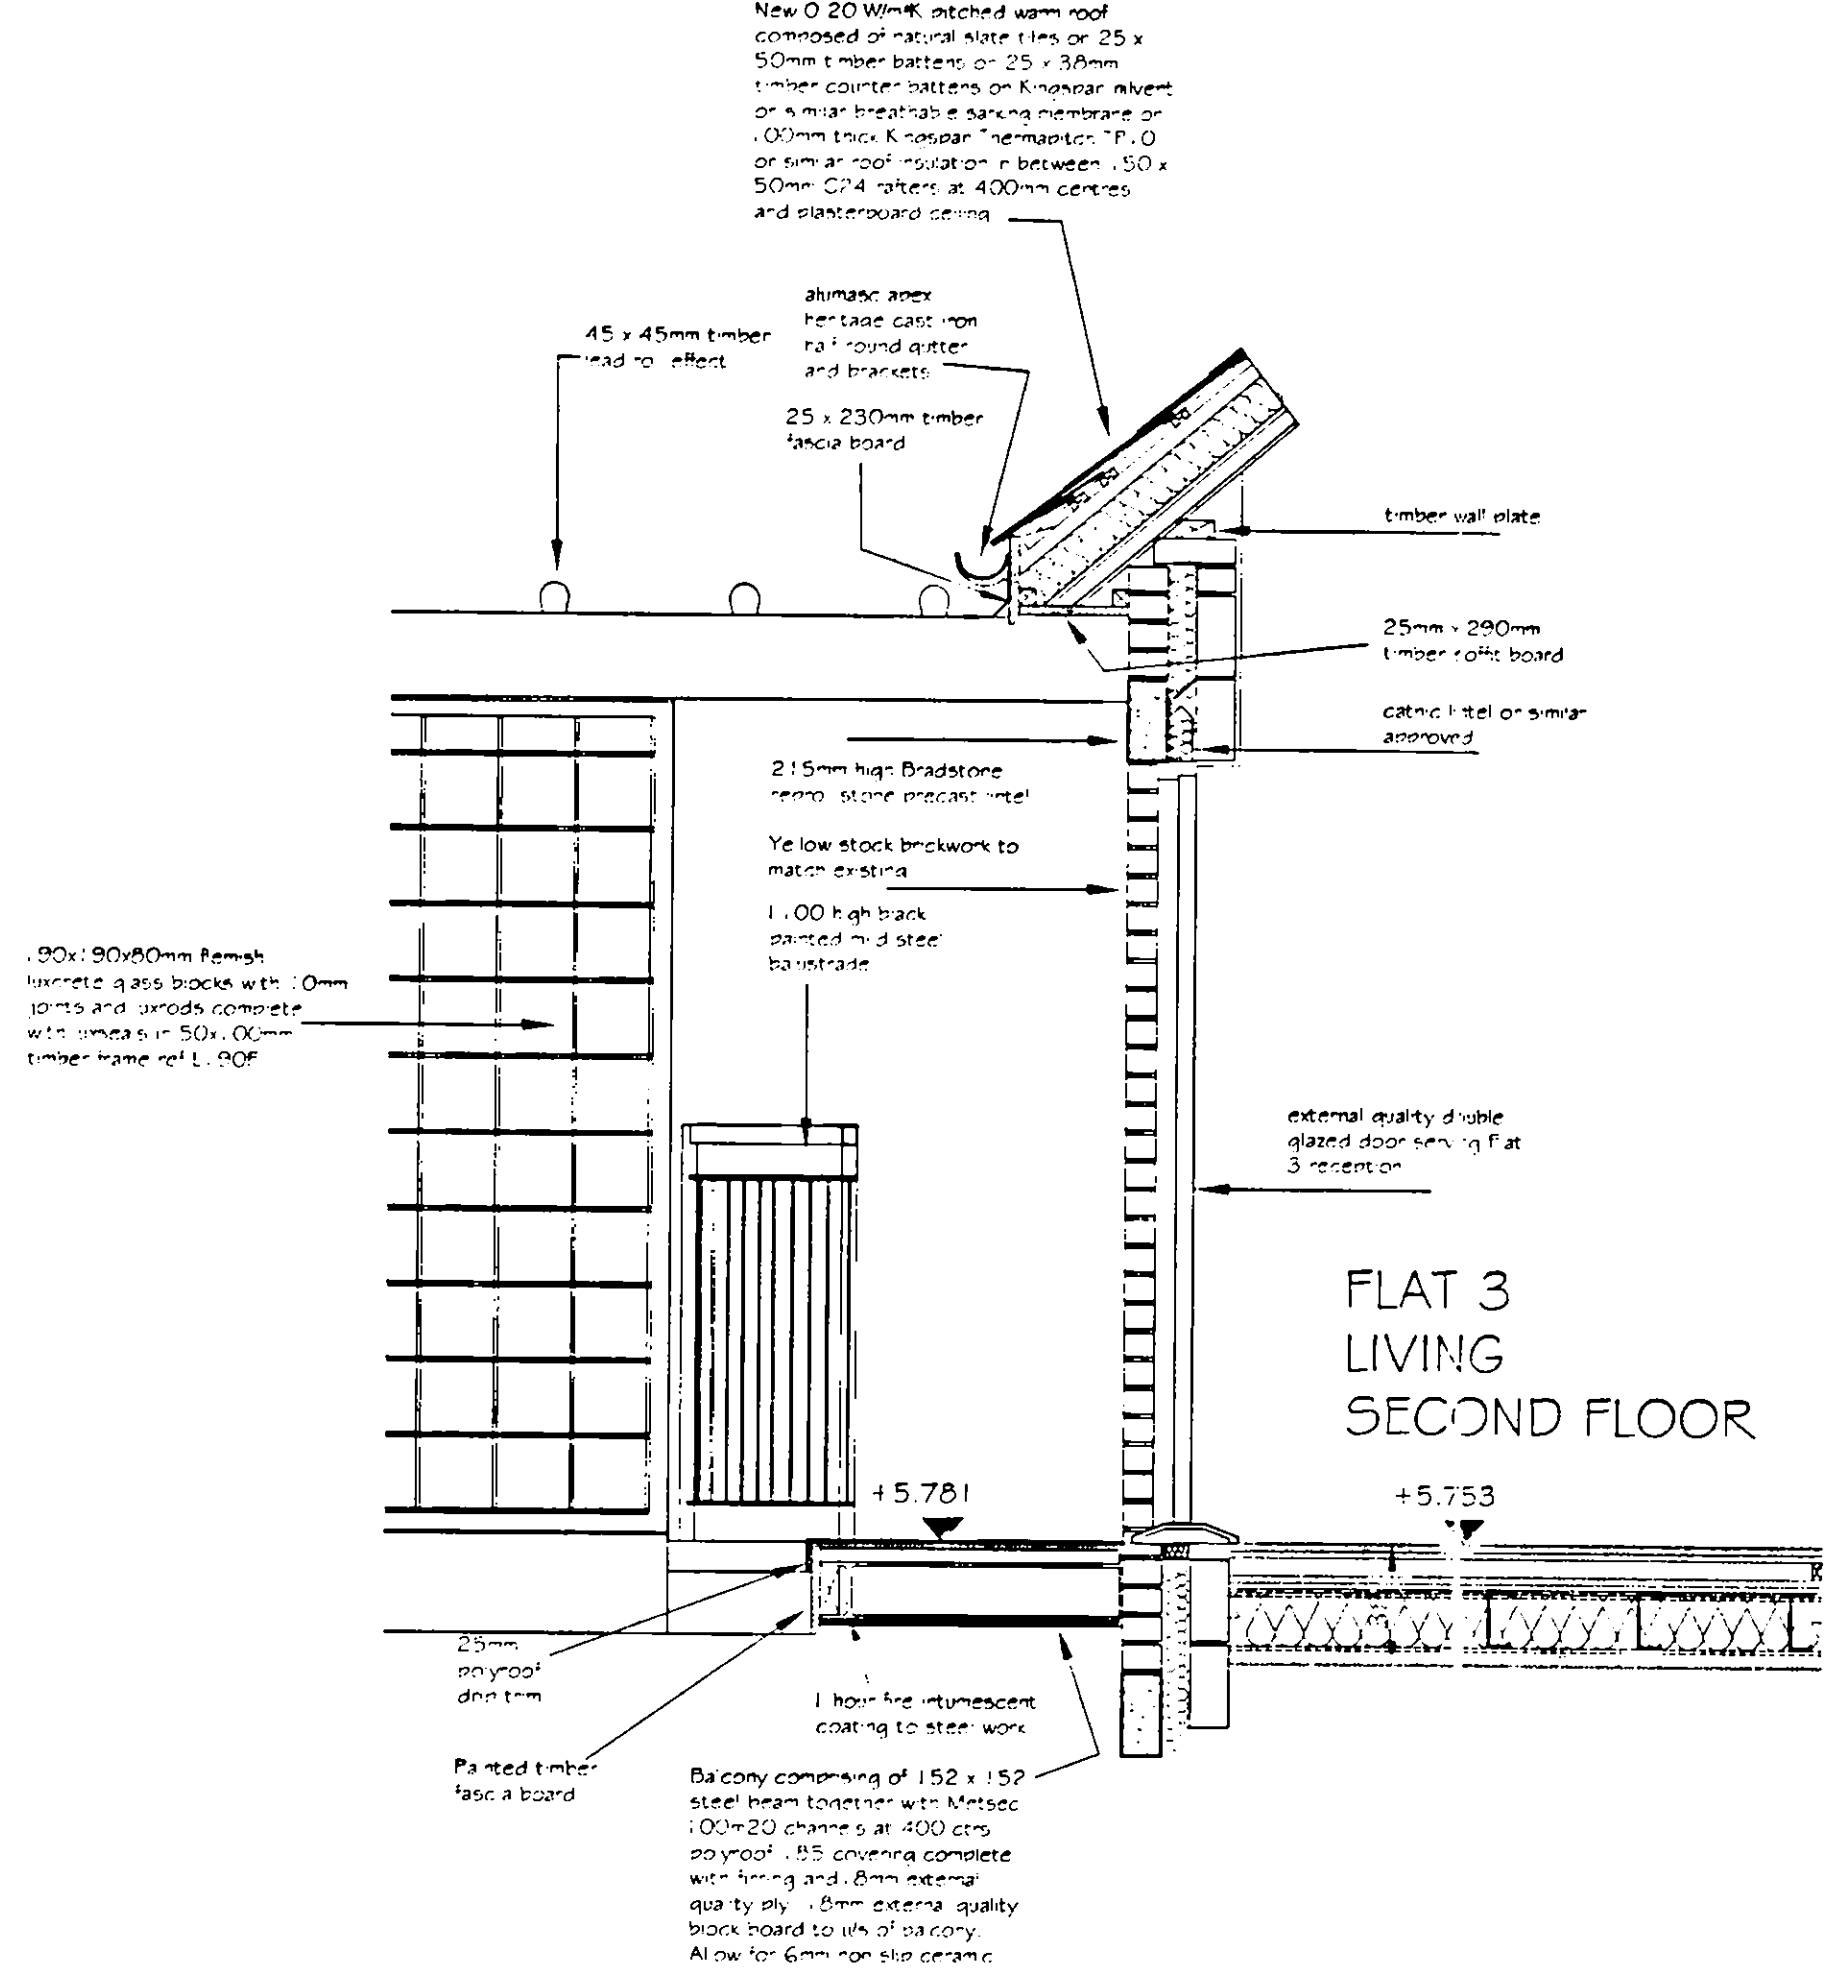 New 0.20 W/m²K pitched warm roof
composed of natural slate tiles on 25 x
50mm timber battens on 25 x 38mm
timber counter battens on Kingspar nilvent
or similar breathable sarking membrane on
100mm thick Kingspan Thermapitch TP10
or similar roof insulation in between 150 x
50mm C24 rafters at 400mm centres
and plasterboard ceiling
alumasc apex
heritage cast iron
half round gutter
and brackets
45 x 45mm timber
lead roll effect
25 x 230mm timber
fascia board
timber wall plate
25mm x 290mm
timber soffit board
catnic lintel or similar
approved
215mm high Bradstone
repro stone precast lintel
Yellow stock brickwork to
match existing
1100 high black
painted mild steel
balustrade
190x190x80mm flemish
luxcrete glass blocks with 10mm
joints and luxrods complete
with luxseals in 50x100mm
timber frame ref L190F
external quality double
glazed door serving Flat
3 reception
FLAT 3
LIVING
SECOND FLOOR
+5.781
+5.753
25mm
polyroof
drip trim
1 hour fire intumescent
coating to steel work
Painted timber
fascia board
Balcony comprising of 152 x 152
steel beam together with Metsec
100m20 channels at 400 ctrs
polyroof 185 covering complete
with firring and 18mm external
quality ply. 18mm external quality
block board to u/s of balcony.
Allow for 6mm non slip ceramic